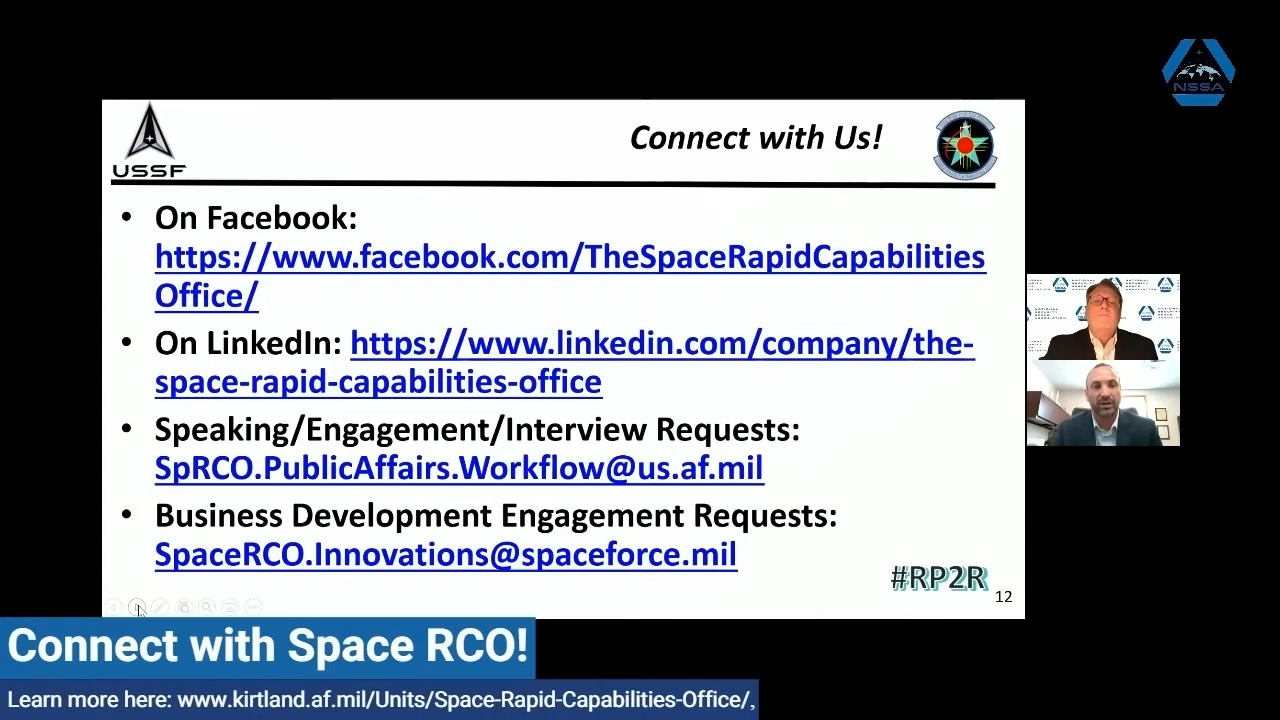 NSSA
USSF
Connect with Us!
• On Facebook:
https://www.facebook.com/TheSpaceRapidCapabilities
Office/
• On LinkedIn: https://www.linkedin.com/company/the-
space-rapid-capabilities-office
• Speaking/Engagement/Interview Requests:
SpRCO.PublicAffairs.Workflow@us.af.mil
• Business Development Engagement Requests:
SpaceRCO.Innovations@spaceforce.mil
#RP2R
12
Connect with Space RCO!
Learn more here: www.kirtland.af.mil/Units/Space-Rapid-Capabilities-Office/,